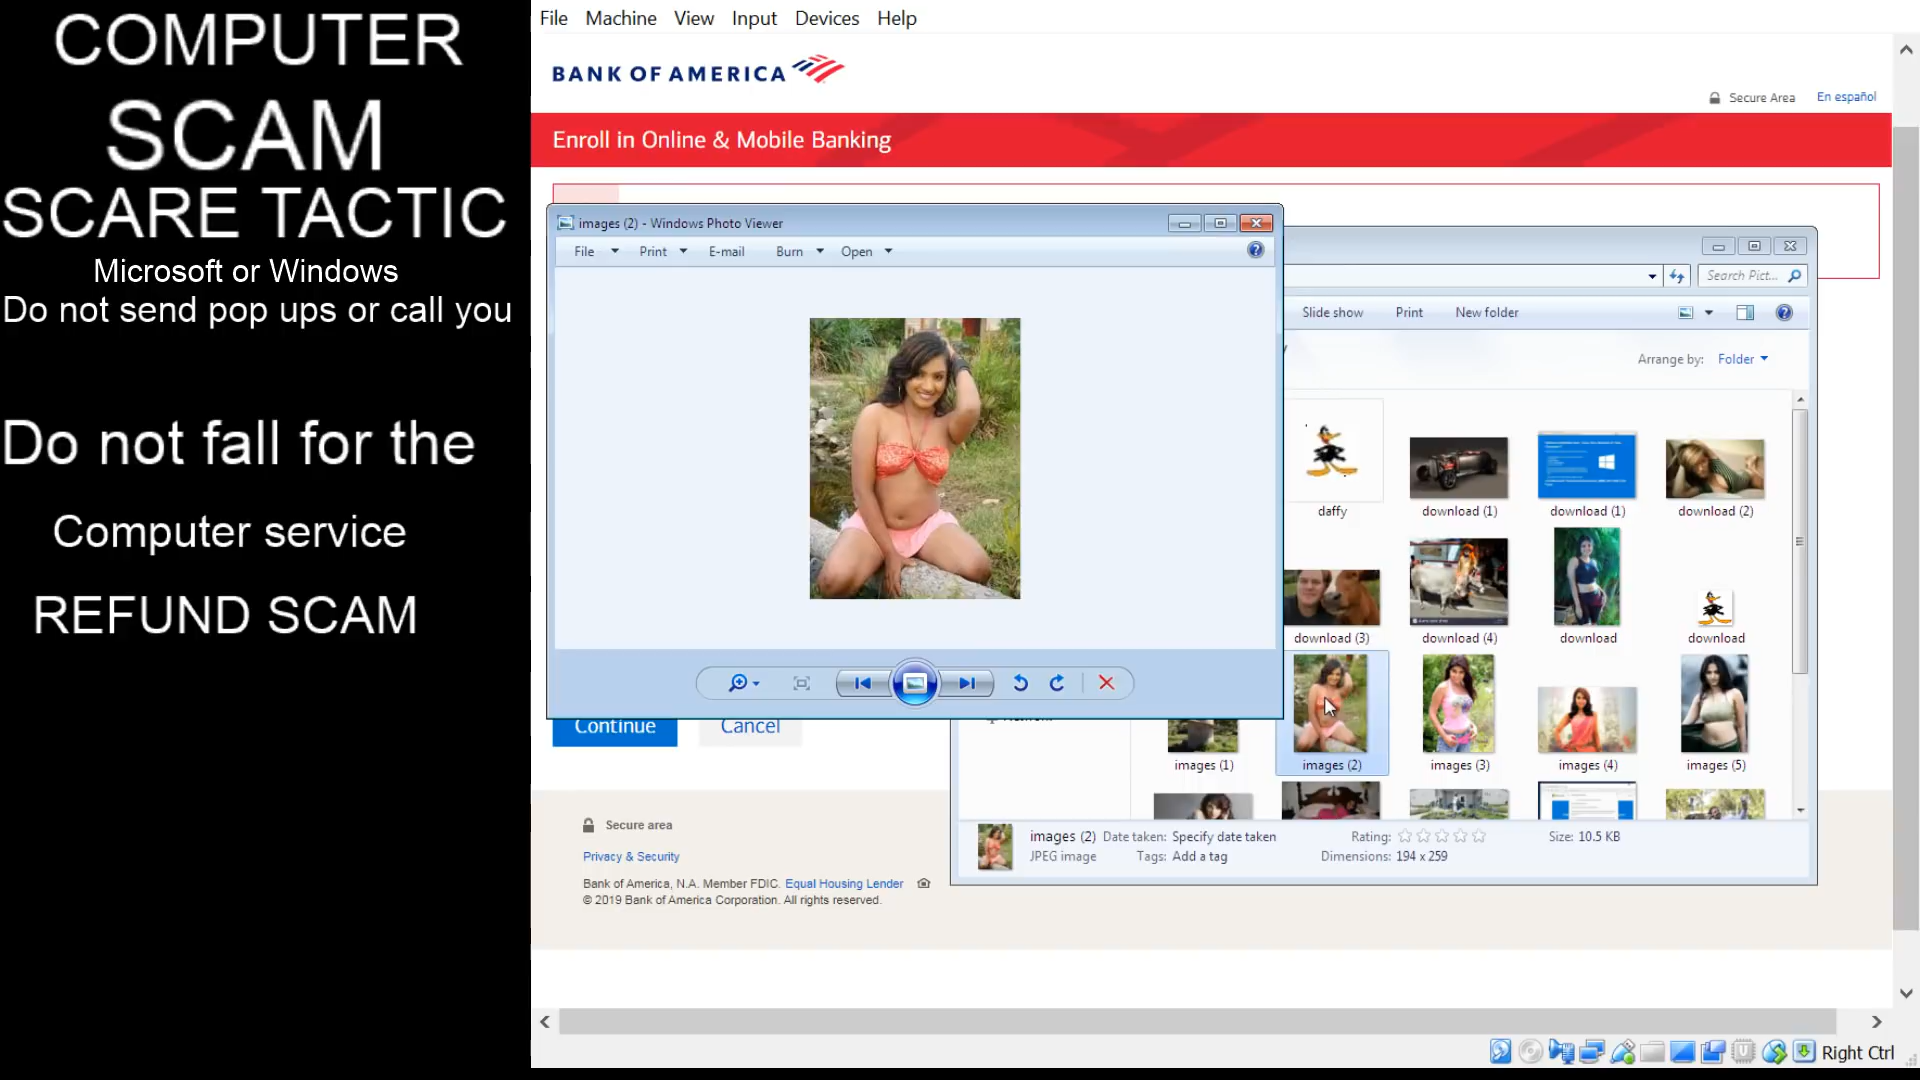 COMPUTER
SCAM
SCARE TACTIC
Microsoft or Windows
Do not send pop ups or call you
Do not fall for the
Computer service
REFUND SCAM
File Machine View Input Devices Help
BANK OF AMERICA
Secure Area En español
Enroll in Online & Mobile Banking
images (2) - Windows Photo Viewer
File Print E-mail Burn Open
Search Pict...
Slide show Print New folder
Arrange by: Folder
daffy download (1) download (1) download (2)
download (3) download (4) download download
Continue Cancel
images (1) images (2) images (3) images (4) images (5)
images (2) Date taken: Specify date taken Rating: Size: 10.5 KB
JPEG image Tags: Add a tag Dimensions: 194 x 259
Secure area
Privacy & Security
Bank of America, N.A. Member FDIC. Equal Housing Lender
© 2019 Bank of America Corporation. All rights reserved.
Right Ctrl